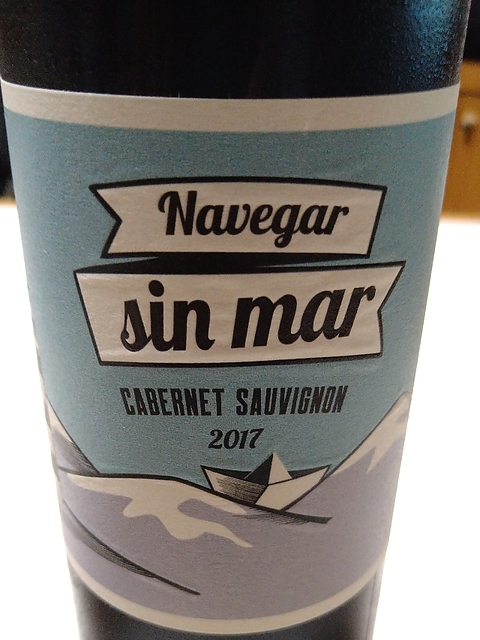 Navegar
sin mar
CABERNET SAUVIGNON
2017